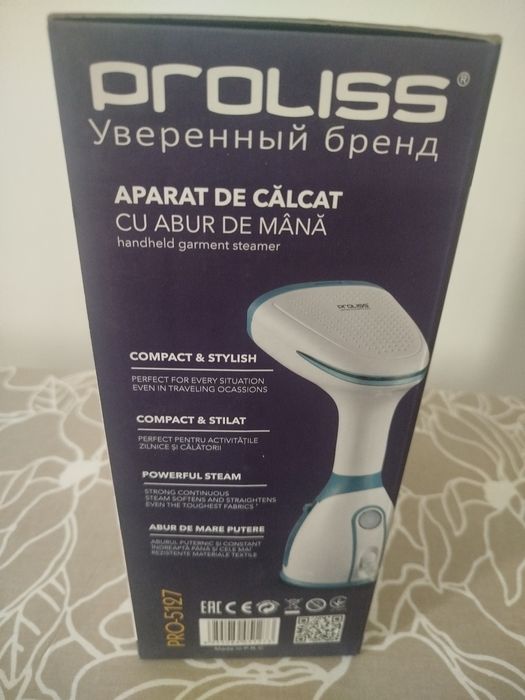 PROLISS®
Уверенный бренд
APARAT DE CĂLCAT
CU ABUR DE MÂNĂ
handheld garment steamer
PROLISS
COMPACT & STYLISH
PERFECT FOR EVERY SITUATION
EVEN IN TRAVELING OCASSIONS
COMPACT & STILAT
PERFECT PENTRU ACTIVITĂȚILE
ZILNICE ȘI CĂLĂTORII
POWERFUL STEAM
STRONG CONTINUOUS
STEAM SOFTENS AND STRAIGHTENS
EVEN THE TOUGHEST FABRICS
ABUR DE MARE PUTERE
ABURUL PUTERNIC ȘI CONSTANT
ÎNDREAPTĂ PÂNĂ ȘI CELE MAI
REZISTENTE MATERIALE TEXTILE
PRO-5127
EAC CE
Made in P.R.C